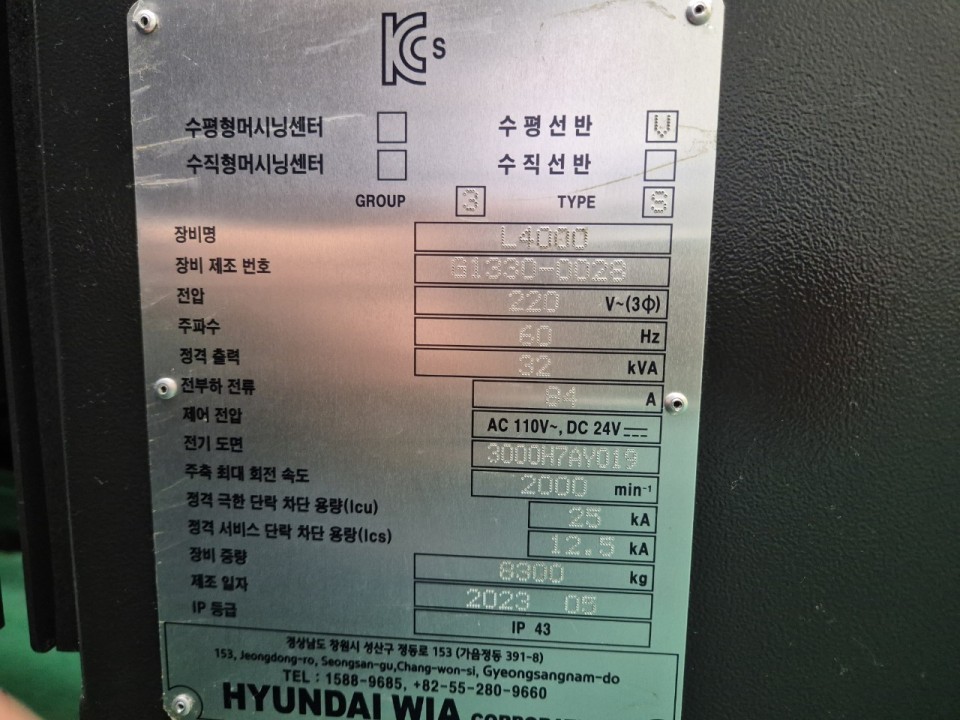 KCs
수평형머시닝센터 수평선반 V
수직형머시닝센터 수직선반
GROUP 3 TYPE S
장비명 L4000
장비 제조 번호 G1330-0028
전압 220 V~(3Φ)
주파수 60 Hz
정격 출력 32 kVA
전부하 전류 84 A
제어 전압 AC 110V~, DC 24V⎓
전기 도면 3000H7AY019
주축 최대 회전 속도 2000 min⁻¹
정격 극한 단락 차단 용량(Icu) 25 kA
정격 서비스 단락 차단 용량(Ics) 12.5 kA
장비 중량 8300 kg
제조 일자 2023 05
IP 등급 IP 43
경상남도 창원시 성산구 정동로 153 (가음정동 391-8)
153, Jeongdong-ro, Seongsan-gu,Chang-won-si, Gyeongsangnam-do
TEL : 1588-9685, +82-55-280-9660
HYUNDAI WIA